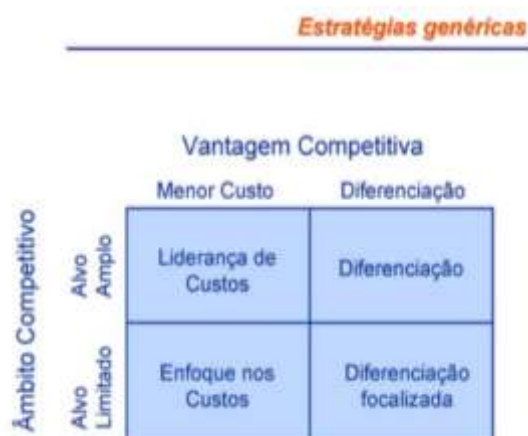 Estratégias genéricas
Vantagem Competitiva
Menor Custo
Diferenciação
Âmbito Competitivo
Alvo
Amplo
Liderança de
Custos
Diferenciação
Alvo
Limitado
Enfoque nos
Custos
Diferenciação
focalizada